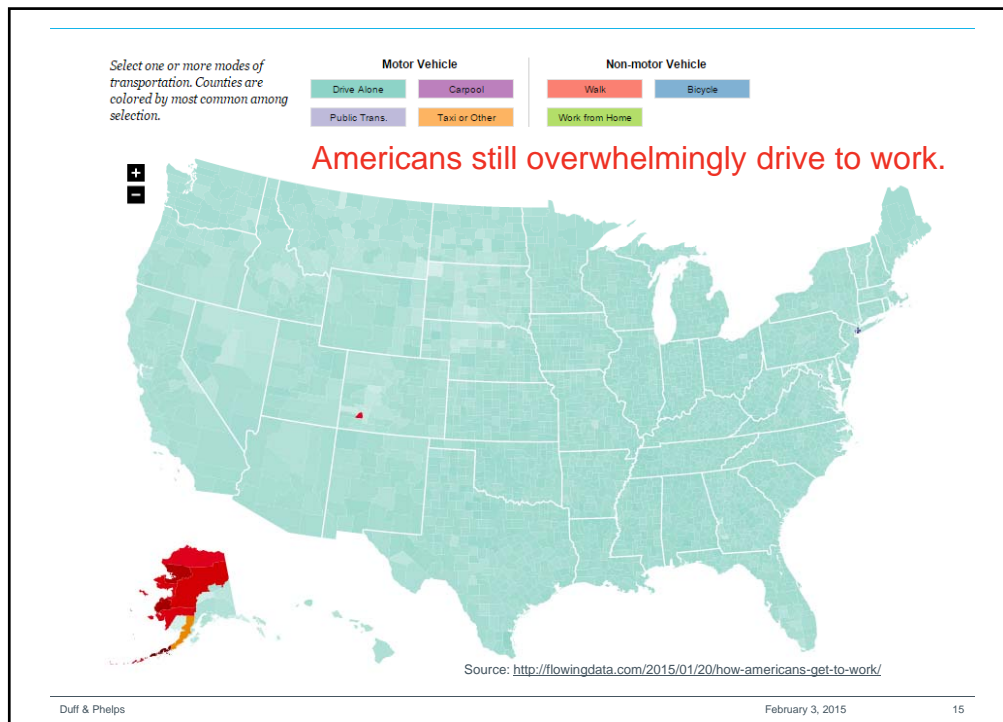 Select one or more modes of
transportation. Counties are
colored by most common among
selection.
Motor Vehicle
Non-motor Vehicle
Drive Alone
Carpool
Walk
Bicycle
Public Trans.
Taxi or Other
Work from Home
Americans still overwhelmingly drive to work.
+
−
Source: http://flowingdata.com/2015/01/20/how-americans-get-to-work/
Duff & Phelps
February 3, 2015
15